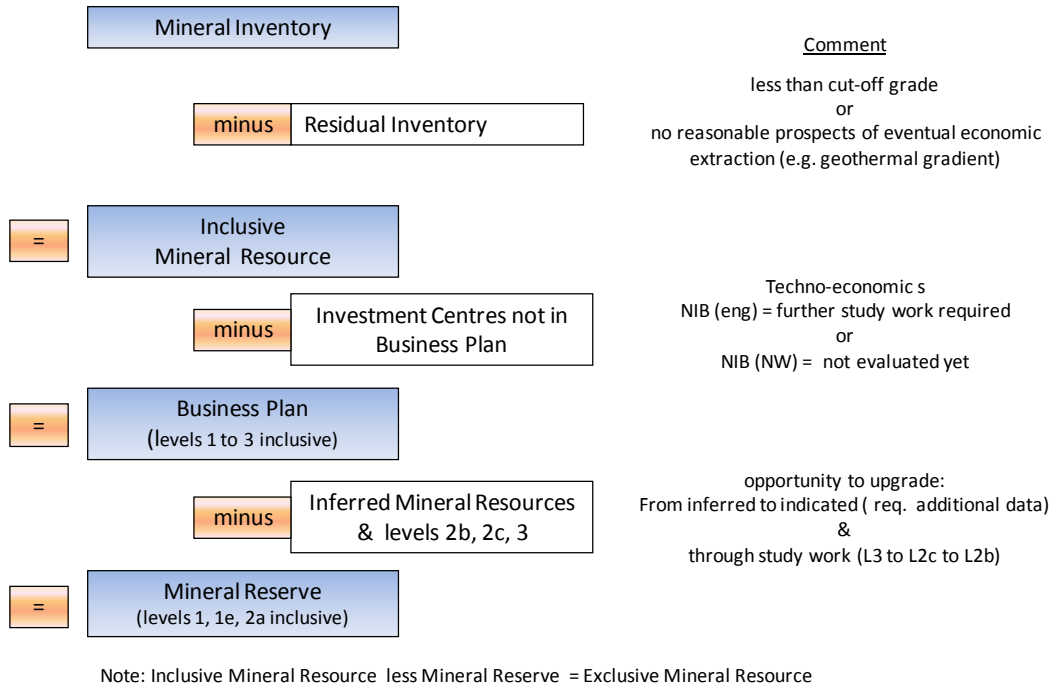 Mineral Inventory
Comment
less than cut-off grade
or
no reasonable prospects of eventual economic
extraction (e.g. geothermal gradient)
minus Residual Inventory
= Inclusive
Mineral Resource
Techno-economic s
NIB (eng) = further study work required
or
NIB (NW) = not evaluated yet
minus Investment Centres not in
Business Plan
= Business Plan
(levels 1 to 3 inclusive)
opportunity to upgrade:
From inferred to indicated ( req. additional data)
&
through study work (L3 to L2c to L2b)
minus Inferred Mineral Resources
& levels 2b, 2c, 3
= Mineral Reserve
(levels 1, 1e, 2a inclusive)
Note: Inclusive Mineral Resource less Mineral Reserve = Exclusive Mineral Resource